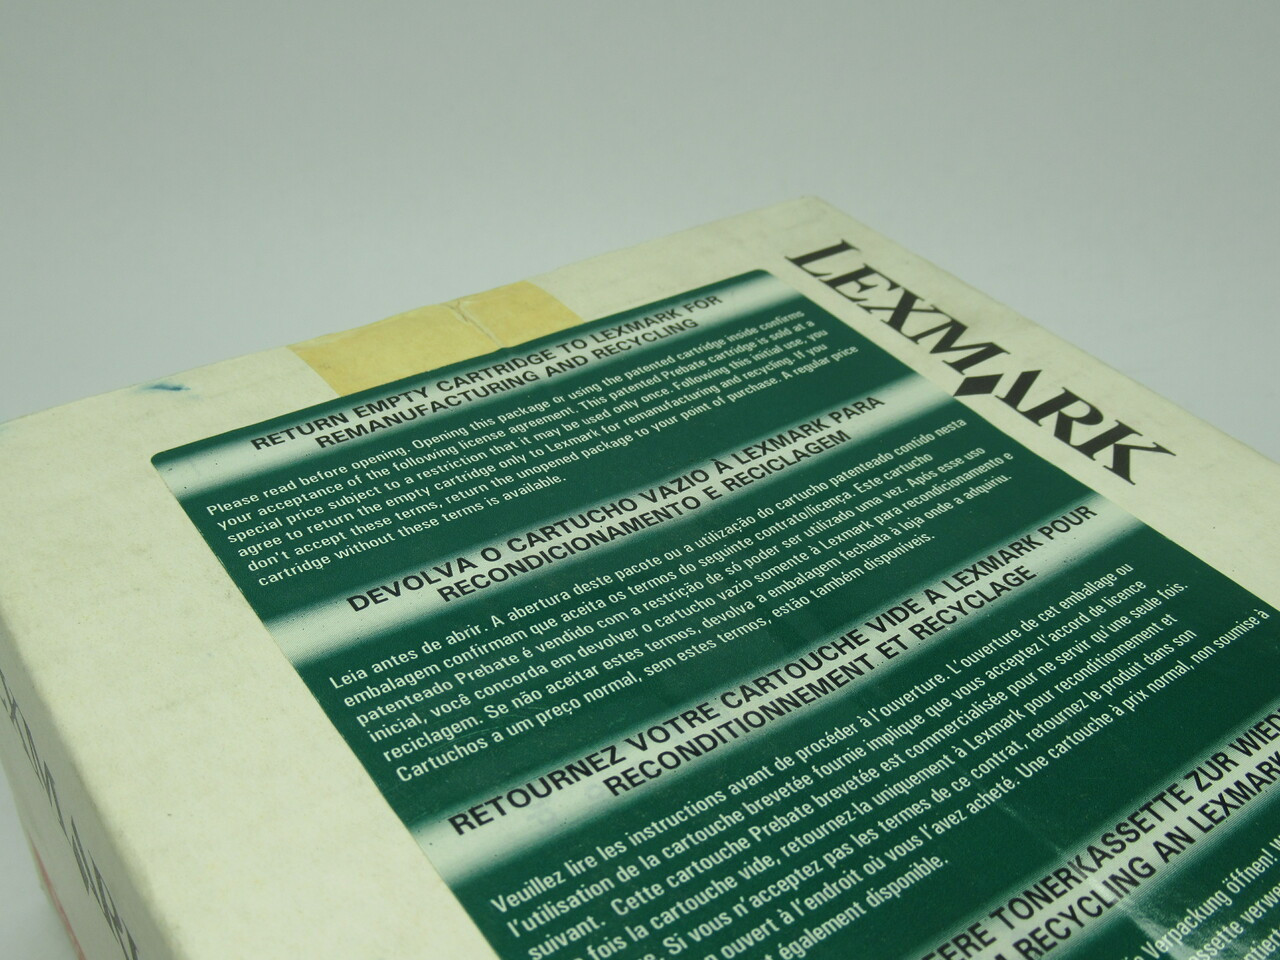 LEXMARK
RETURN EMPTY CARTRIDGE TO LEXMARK FOR
REMANUFACTURING AND RECYCLING
Please read before opening. Opening this package or using the patented cartridge inside confirms
your acceptance of the following license agreement. This patented Prebate cartridge is sold at a
special price subject to a restriction that it may be used only once. Following this initial use, you
agree to return the empty cartridge only to Lexmark for remanufacturing and recycling. If you
don't accept these terms, return the unopened package to your point of purchase. A regular price
cartridge without these terms is available.
DEVOLVA O CARTUCHO VAZIO À LEXMARK PARA
RECONDICIONAMENTO E RECICLAGEM
Leia antes de abrir. A abertura deste pacote ou a utilização do cartucho patenteado contido nesta
embalagem confirmam que aceita os termos do seguinte contrato/licença. Este cartucho
patenteado Prebate é vendido com a restrição de só poder ser utilizado uma vez. Após esse uso
inicial, você concorda em devolver o cartucho vazio somente à Lexmark para recondicionamento e
reciclagem. Se não aceitar estes termos, devolva a embalagem fechada à loja onde a adquiriu.
Cartuchos a um preço normal, sem estes termos, estão também disponíveis.
RETOURNEZ VOTRE CARTOUCHE VIDE A LEXMARK POUR
RECONDITIONNEMENT ET RECYCLAGE
Veuillez lire les instructions avant de procéder à l'ouverture. L'ouverture de cet emballage ou
l'utilisation de la cartouche brevetée fournie implique que vous acceptez l'accord de licence
suivant. Cette cartouche Prebate brevetée est commercialisée pour ne servir qu'une seule fois.
fois la cartouche vide, retournez-la uniquement à Lexmark pour reconditionnement et
Si vous n'acceptez pas les termes de ce contrat, retournez le produit dans son
ouvert à l'endroit où vous l'avez acheté. Une cartouche à prix normal, non soumise à
également disponible.
TONERKASSETTE ZUR
RECYCLING AN LEXMARK
Verpackung öffnen!